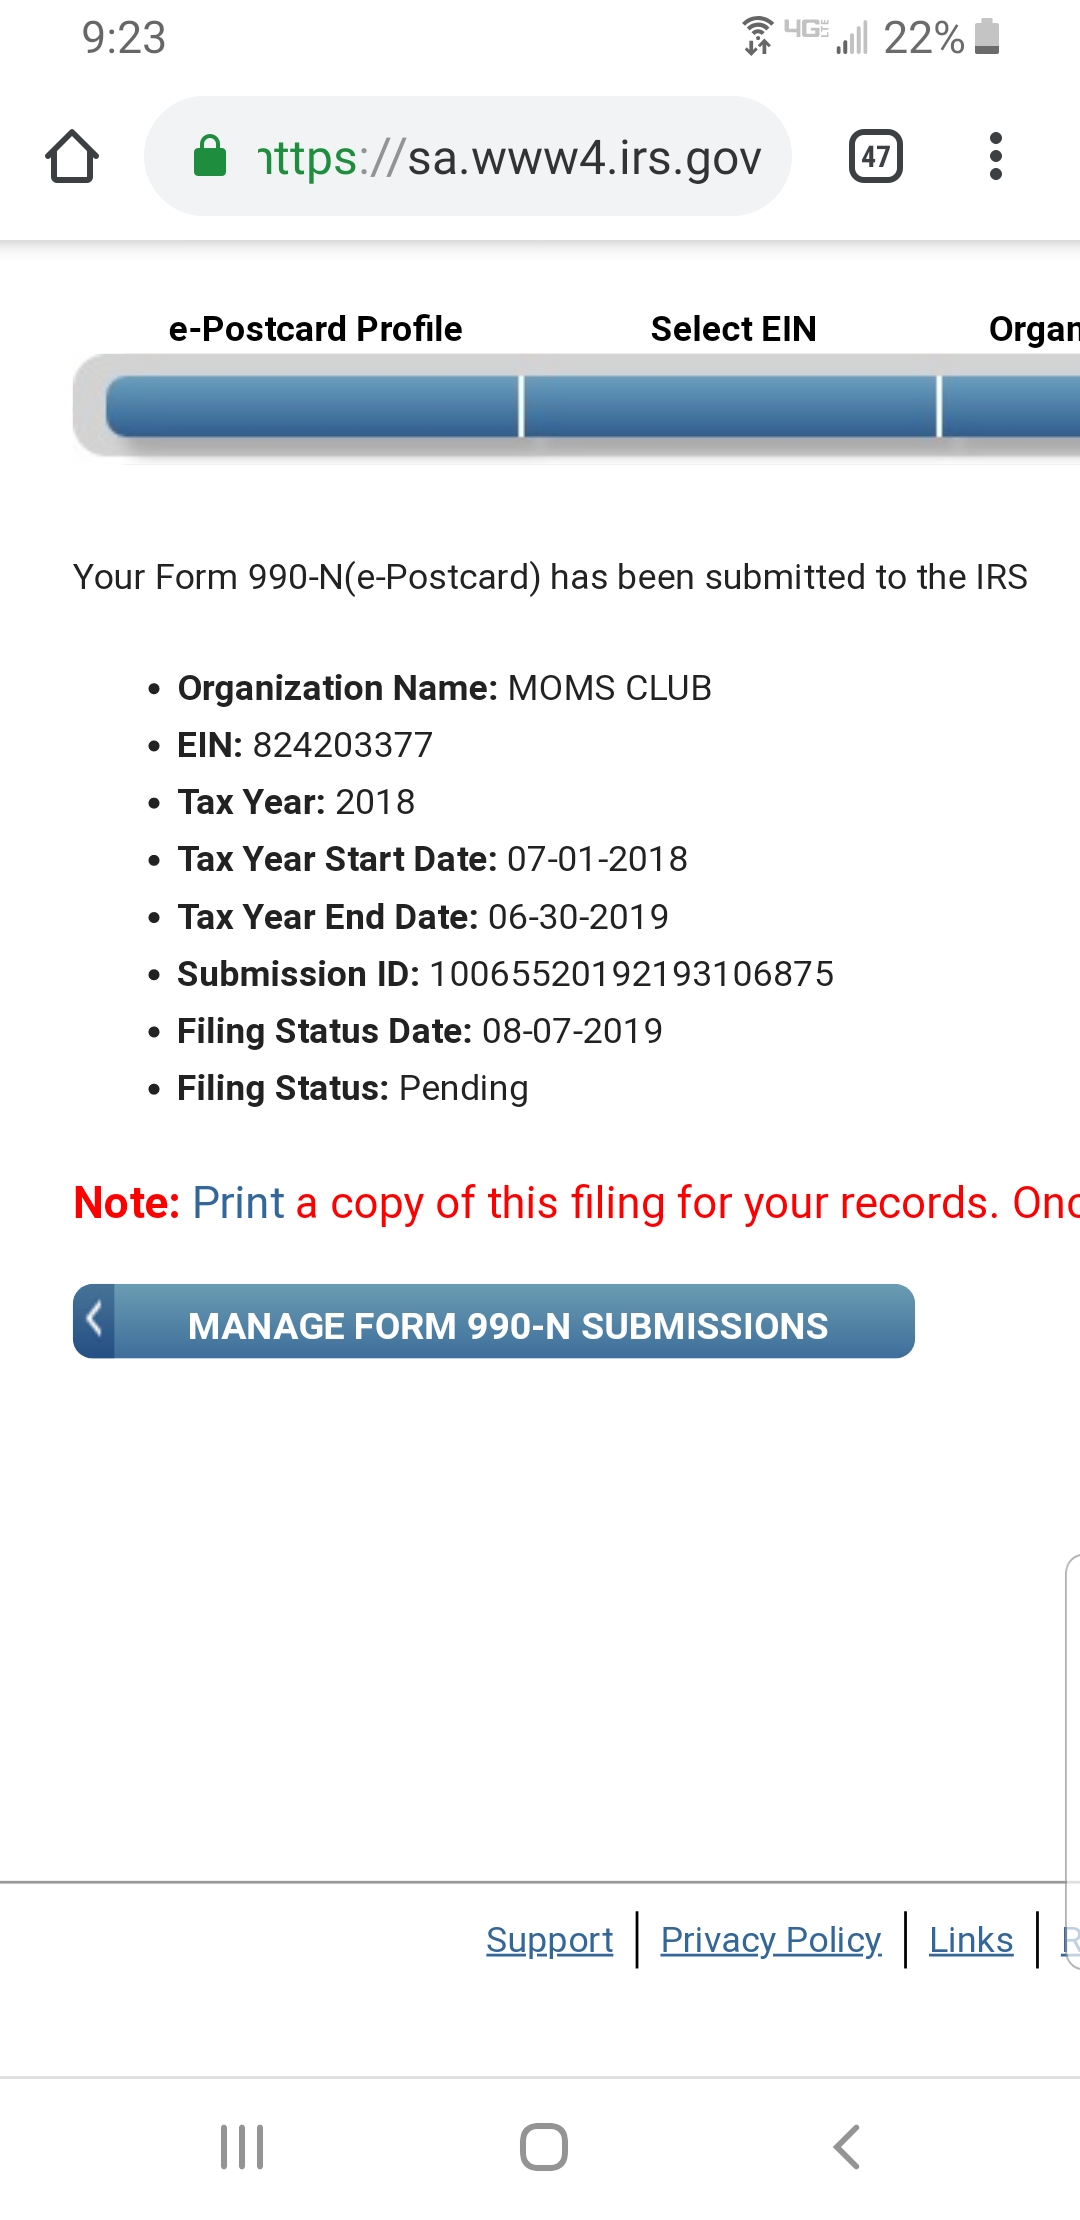 9:23 4G LTE 22%
https://sa.www4.irs.gov 47
e-Postcard Profile Select EIN Organ
Your Form 990-N(e-Postcard) has been submitted to the IRS
• Organization Name: MOMS CLUB
• EIN: 824203377
• Tax Year: 2018
• Tax Year Start Date: 07-01-2018
• Tax Year End Date: 06-30-2019
• Submission ID: 10065520192193106875
• Filing Status Date: 08-07-2019
• Filing Status: Pending
Note: Print a copy of this filing for your records. Onc
MANAGE FORM 990-N SUBMISSIONS
Support | Privacy Policy | Links | R